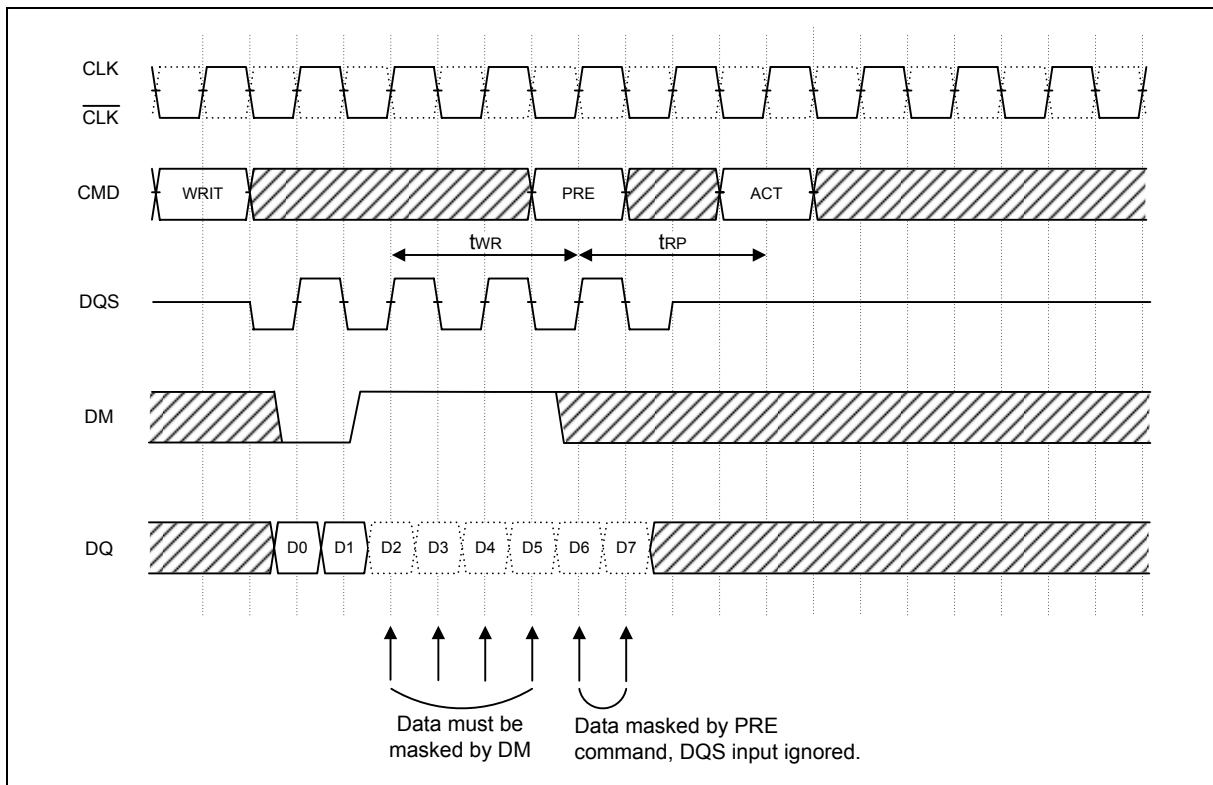 CLK
CLK
CMD
WRIT PRE ACT
tWR tRP
DQS
DM
DQ
D0 D1 D2 D3 D4 D5 D6 D7
Data must be
masked by DM
Data masked by PRE
command, DQS input ignored.